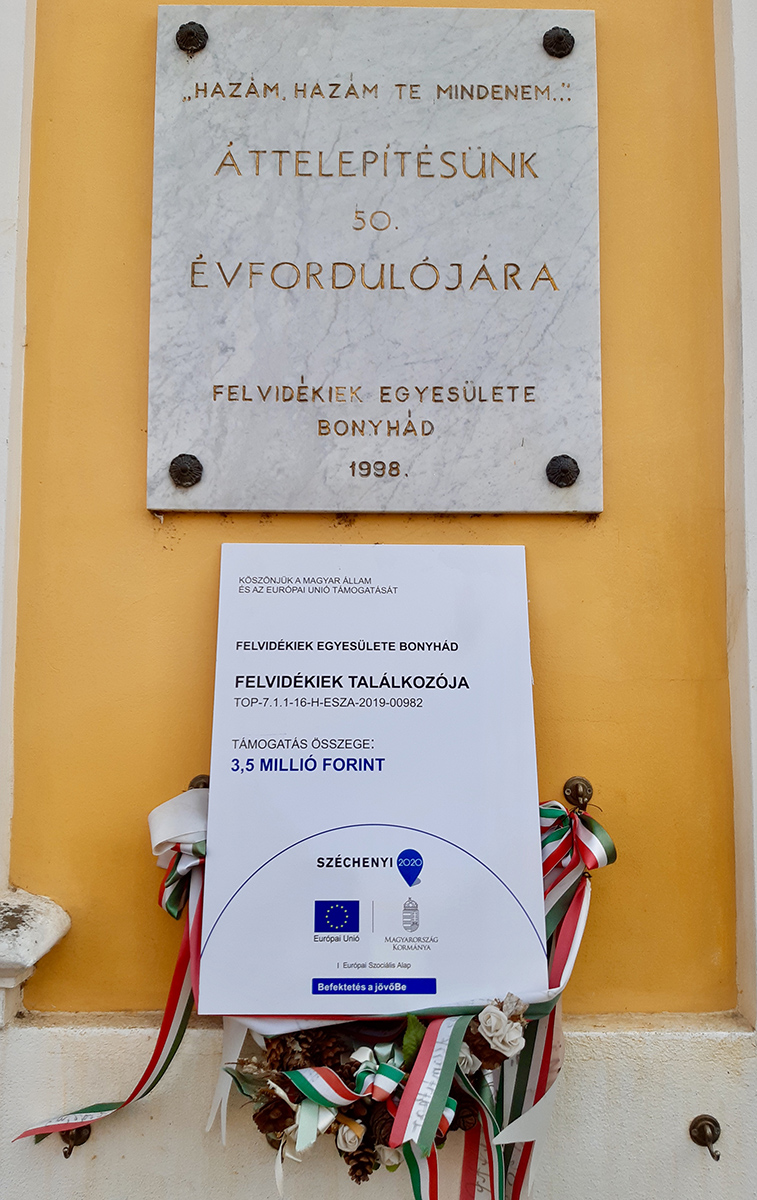 „HAZÁM, HAZÁM TE MINDENEM..."
ÁTTELEPÍTÉSÜNK
50.
ÉVFORDULÓJÁRA
FELVIDÉKIEK EGYESÜLETE
BONYHÁD
1998.
KÖSZÖNJÜK A MAGYAR ÁLLAM
ÉS AZ EURÓPAI UNIÓ TÁMOGATÁSÁT
FELVIDÉKIEK EGYESÜLETE BONYHÁD
FELVIDÉKIEK TALÁLKOZÓJA
TOP-7.1.1-16-H-ESZA-2019-00982
TÁMOGATÁS ÖSSZEGE:
3,5 MILLIÓ FORINT
SZÉCHENYI 2020
Európai Unió
MAGYARORSZÁG
KORMÁNYA
I Európai Szociális Alap
Befektetés a jövőBe